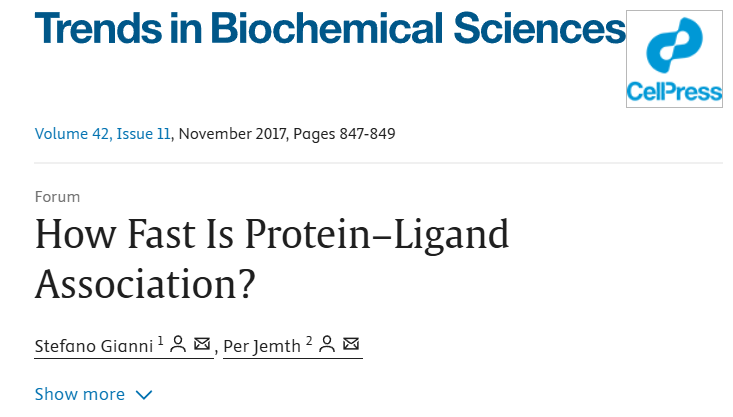 Trends in Biochemical Sciences
CellPress
Volume 42, Issue 11, November 2017, Pages 847-849
Forum
How Fast Is Protein–Ligand
Association?
Stefano Gianni 1, Per Jemth 2
Show more